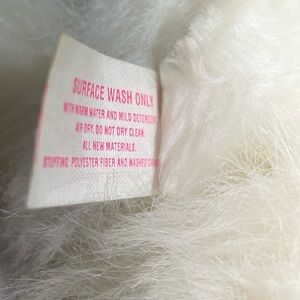 SURFACE WASH ONLY
WITH WARM WATER AND MILD DETERGENT
AIR DRY. DO NOT DRY CLEAN.
ALL NEW MATERIALS.
STUFFING: POLYESTER FIBER AND WASHED